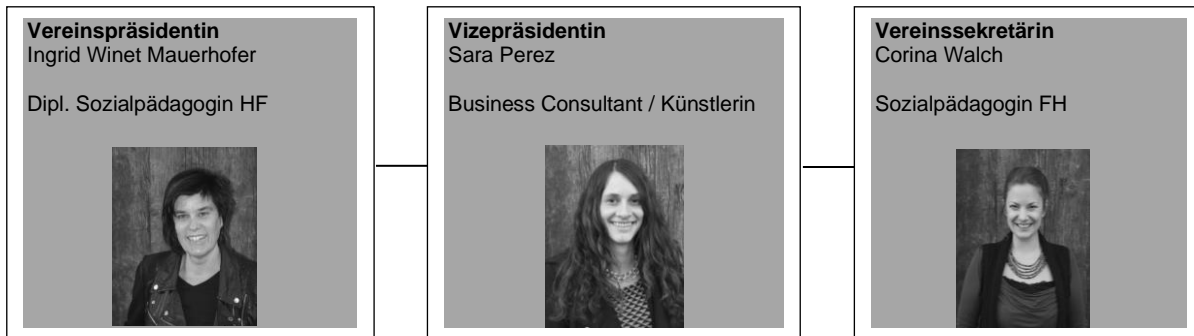 Vereinspräsidentin
Ingrid Winet Mauerhofer
Dipl. Sozialpädagogin HF
Vizepräsidentin
Sara Perez
Business Consultant / Künstlerin
Vereinssekretärin
Corina Walch
Sozialpädagogin FH